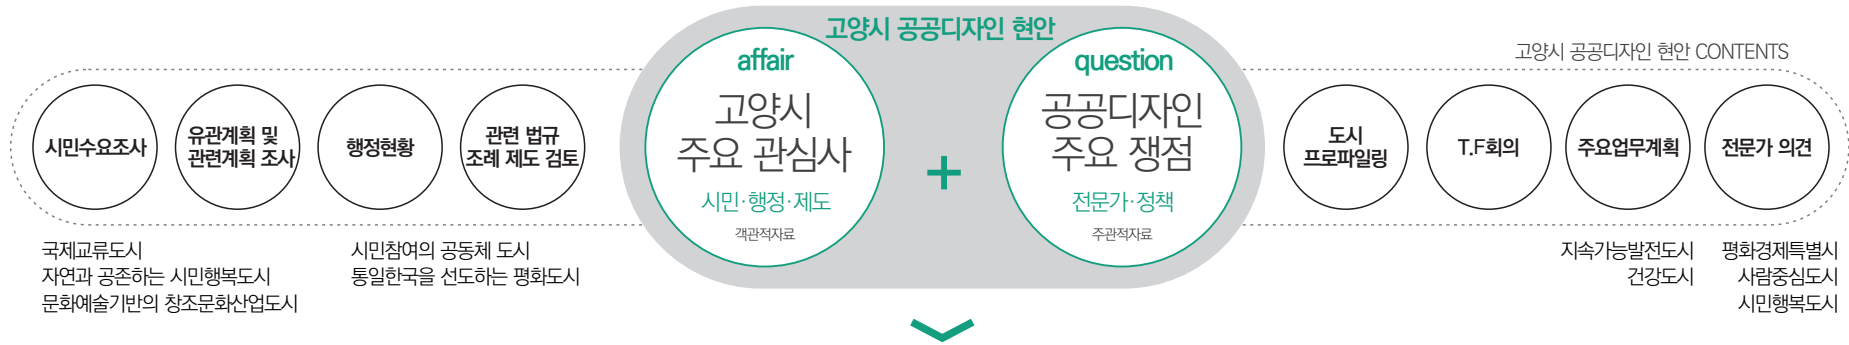 고양시 공공디자인 현안
고양시 공공디자인 현안 CONTENTS
시민수요조사
유관계획 및
관련계획 조사
행정현황
관련 법규
조례 제도 검토
affair
고양시
주요 관심사
시민·행정·제도
객관적자료
+
question
공공디자인
주요 쟁점
전문가·정책
주관적자료
도시
프로파일링
T.F회의
주요업무계획
전문가 의견
국제교류도시
자연과 공존하는 시민행복도시
문화예술기반의 창조문화산업도시
시민참여의 공동체 도시
통일한국을 선도하는 평화도시
지속가능발전도시
건강도시
평화경제특별시
사람중심도시
시민행복도시